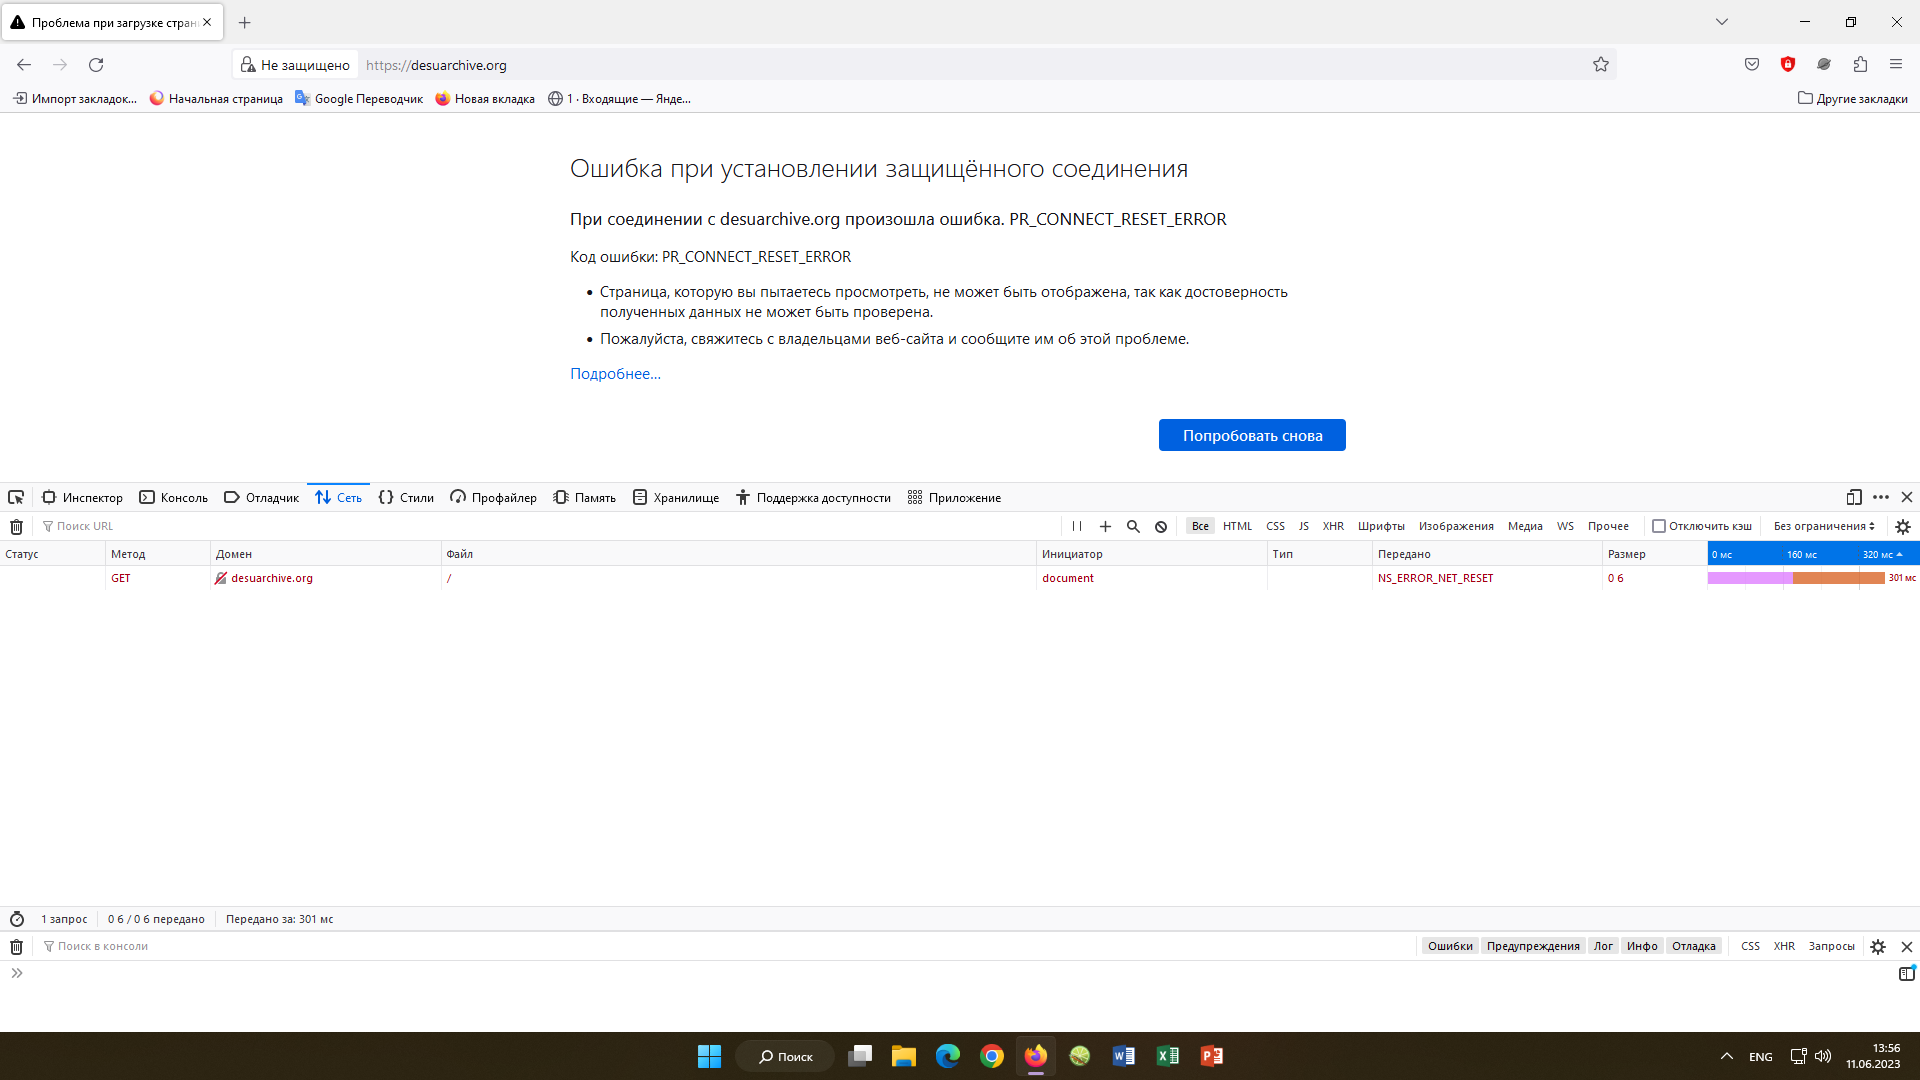 Проблема при загрузке стран
Не защищено
https://desuarchive.org
Импорт закладок...
Начальная страница
Google Переводчик
Новая вкладка
1 · Входящие — Янде...
Другие закладки
Ошибка при установлении защищённого соединения
При соединении с desuarchive.org произошла ошибка. PR_CONNECT_RESET_ERROR
Код ошибки: PR_CONNECT_RESET_ERROR
Страница, которую вы пытаетесь просмотреть, не может быть отображена, так как достоверность
полученных данных не может быть проверена.
Пожалуйста, свяжитесь с владельцами веб-сайта и сообщите им об этой проблеме.
Подробнее...
Попробовать снова
Инспектор Консоль Отладчик Сеть Стили Профайлер Память Хранилище Поддержка доступности Приложение
Поиск URL
Все HTML CSS JS XHR Шрифты Изображения Медиа WS Прочее Отключить кэш Без ограничения
Статус Метод Домен Файл Инициатор Тип Передано Размер 0 мс 160 мс 320 мс
GET desuarchive.org / document NS_ERROR_NET_RESET 0 б 301 мс
1 запрос 0 б / 0 б передано Передано за: 301 мс
Поиск в консоли
Ошибки Предупреждения Лог Инфо Отладка CSS XHR Запросы
Поиск
ENG
13:56
11.06.2023